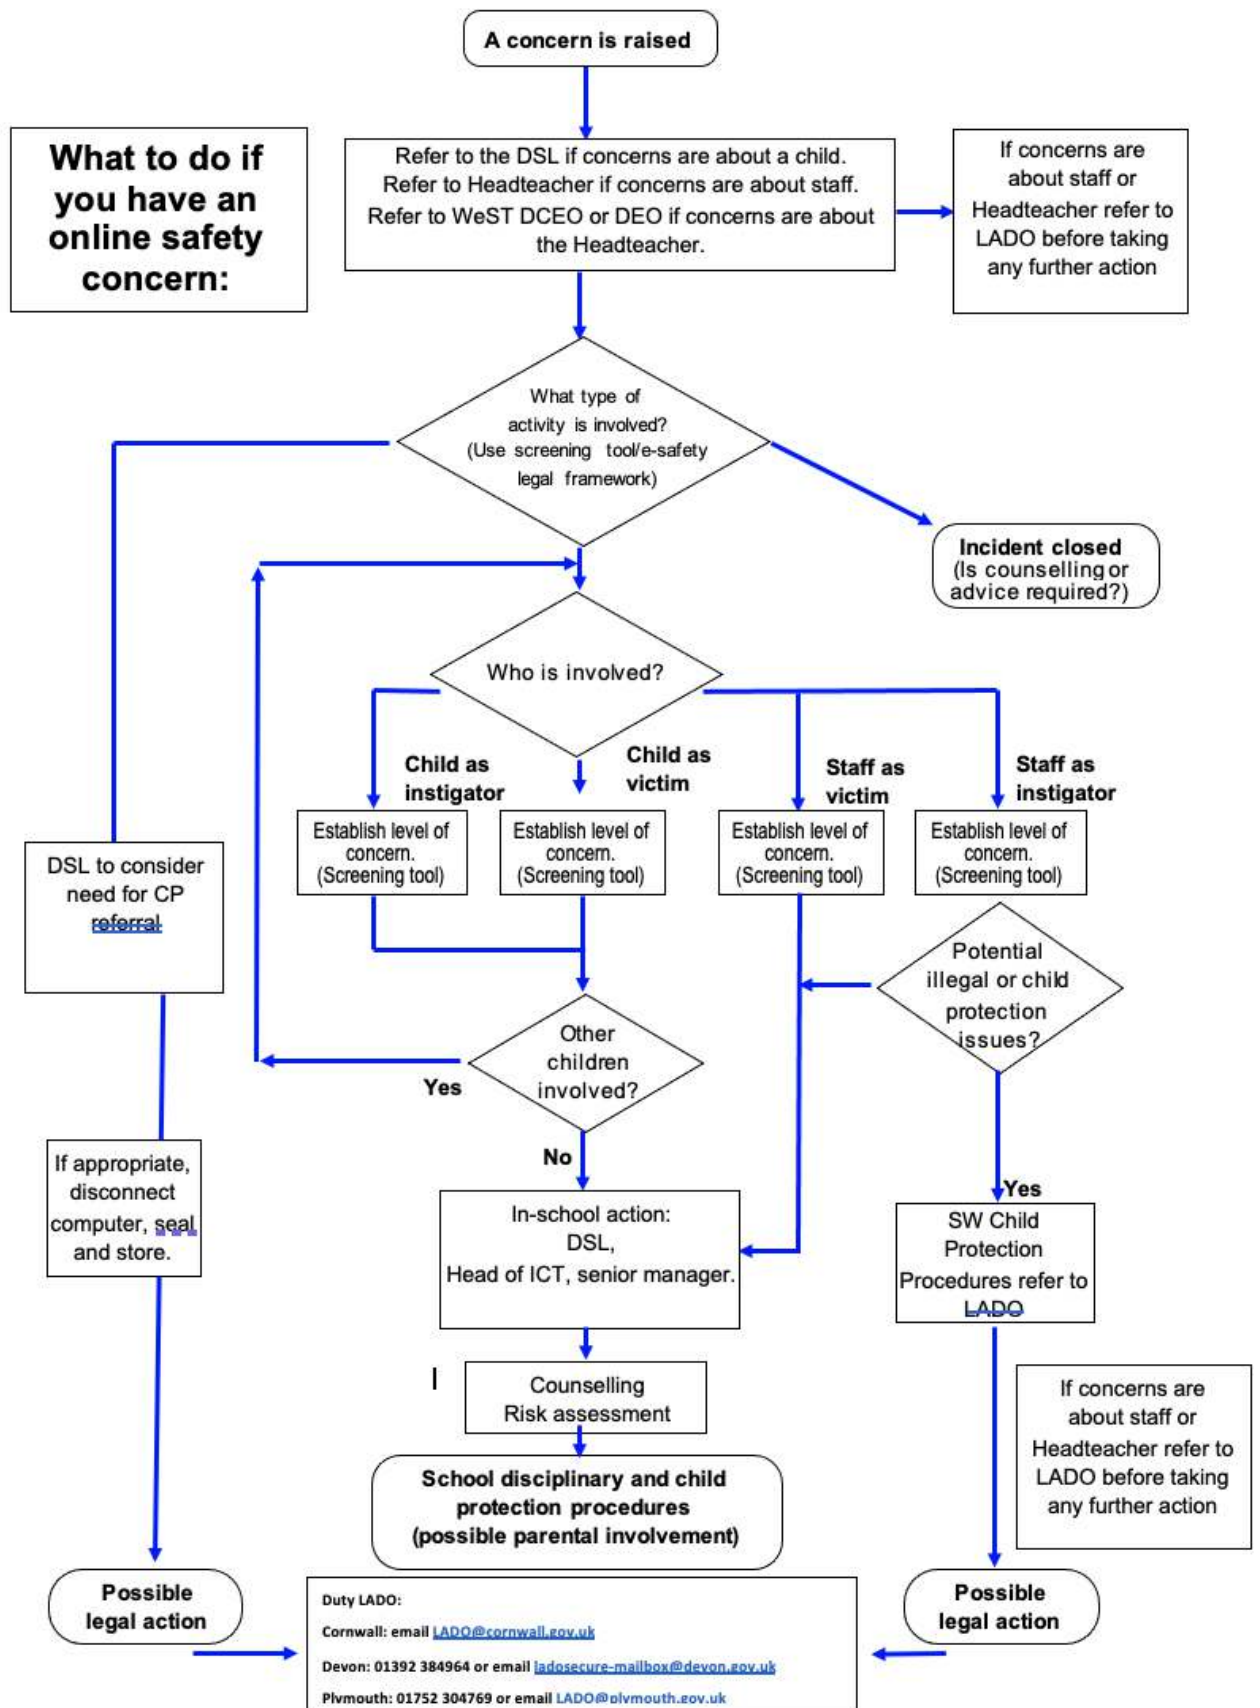 A concern is raised
What to do if
you have an
online safety
concern:
Refer to the DSL if concerns are about a child.
Refer to Headteacher if concerns are about staff.
Refer to WeST DCEO or DEO if concerns are about
the Headteacher.
If concerns are
about staff or
Headteacher refer to
LADO before taking
any further action
What type of
activity is involved?
(Use screening tool/e-safety
legal framework)
Incident closed
(Is counselling or
advice required?)
Who is involved?
Child as
instigator
Child as
victim
Staff as
victim
Staff as
instigator
Establish level of
concern.
(Screening tool)
Establish level of
concern.
(Screening tool)
Establish level of
concern.
(Screening tool)
Establish level of
concern.
(Screening tool)
DSL to consider
need for CP
referral
Potential
illegal or child
protection
issues?
Other
children
involved?
Yes
No
Yes
If appropriate,
disconnect
computer, seal
and store.
In-school action:
DSL,
Head of ICT, senior manager.
SW Child
Protection
Procedures refer to
LADO
Counselling
Risk assessment
If concerns are
about staff or
Headteacher refer to
LADO before taking
any further action
School disciplinary and child
protection procedures
(possible parental involvement)
Possible
legal action
Possible
legal action
Duty LADO:
Cornwall: email LADO@cornwall.gov.uk
Devon: 01392 384964 or email ladosecure-mailbox@devon.gov.uk
Plymouth: 01752 304769 or email LADO@plymouth.gov.uk